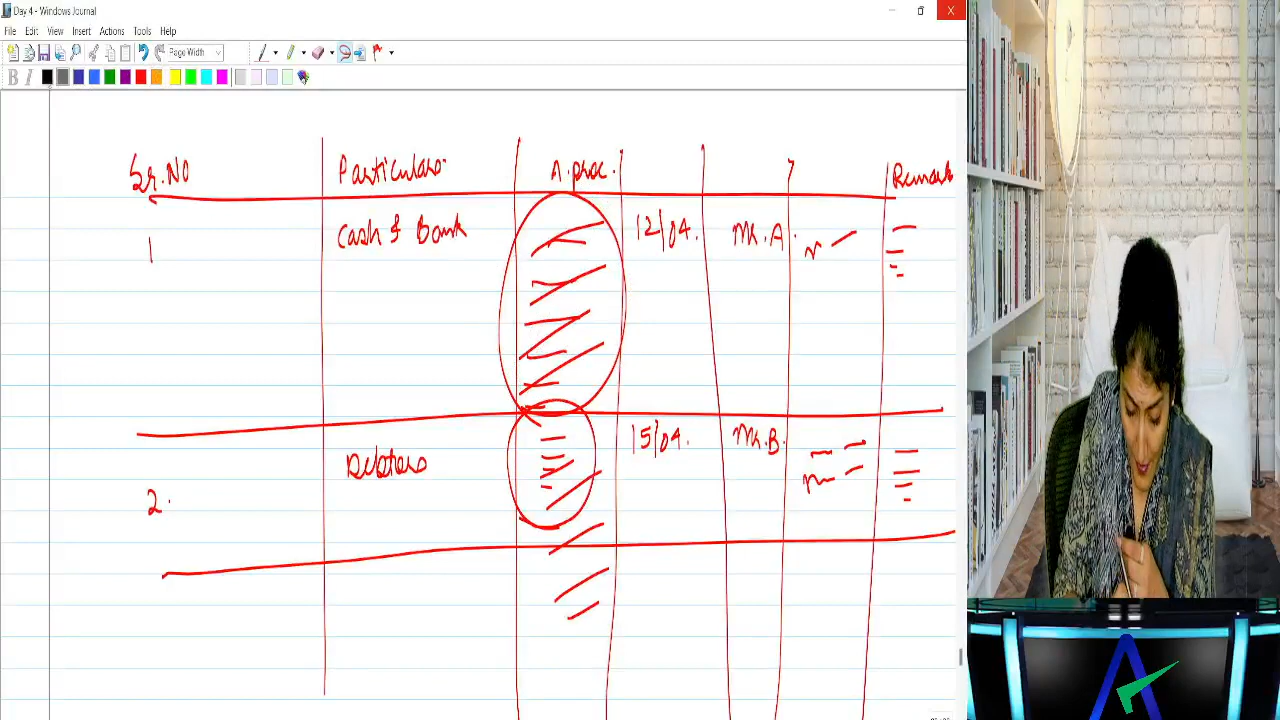 Day 4 - Windows Journal
File Edit View Insert Actions Tools Help
Page Width
B I
Sr.No Particulars A.proc. Remark
1 Cash & Bank 12/04. Mr.A.
2. Debtors 15/04. Mr.B.